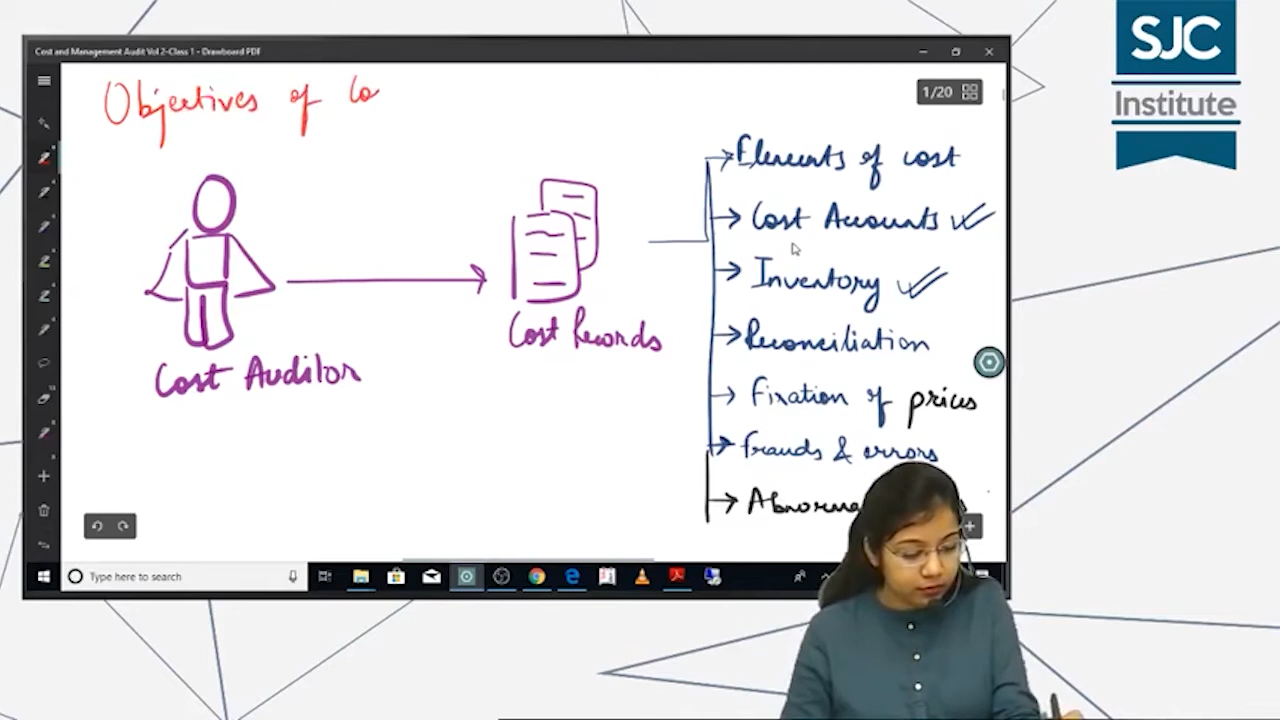 SJC
Institute
Cost and Management Audit Vol 2-Class 1 - Drawboard PDF
1/20
Objectives of Co
Elements of cost
Cost Accounts
Inventory
Reconciliation
Fixation of prices
Frauds & errors
Cost Records
Cost Auditor
Type here to search